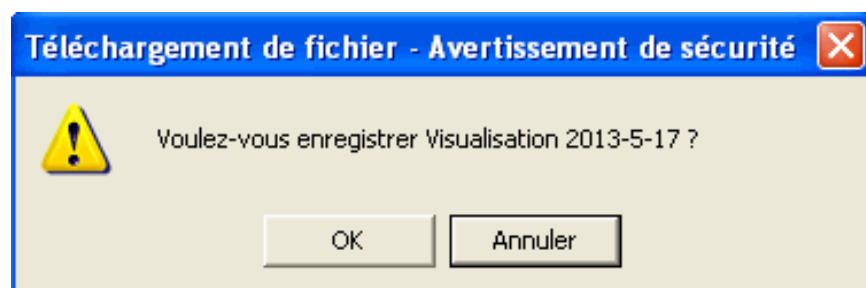 Téléchargement de fichier - Avertissement de sécurité
Voulez-vous enregistrer Visualisation 2013-5-17 ?
OK Annuler